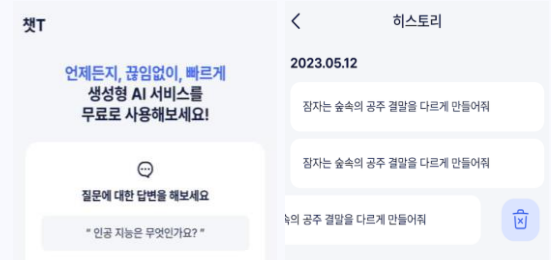 챗T
언제든지, 끊임없이, 빠르게
생성형 AI 서비스를
무료로 사용해보세요!
질문에 대한 답변을 해보세요
" 인공 지능은 무엇인가요? "
히스토리
2023.05.12
잠자는 숲속의 공주 결말을 다르게 만들어줘
잠자는 숲속의 공주 결말을 다르게 만들어줘
공주 결말을 다르게 만들어줘